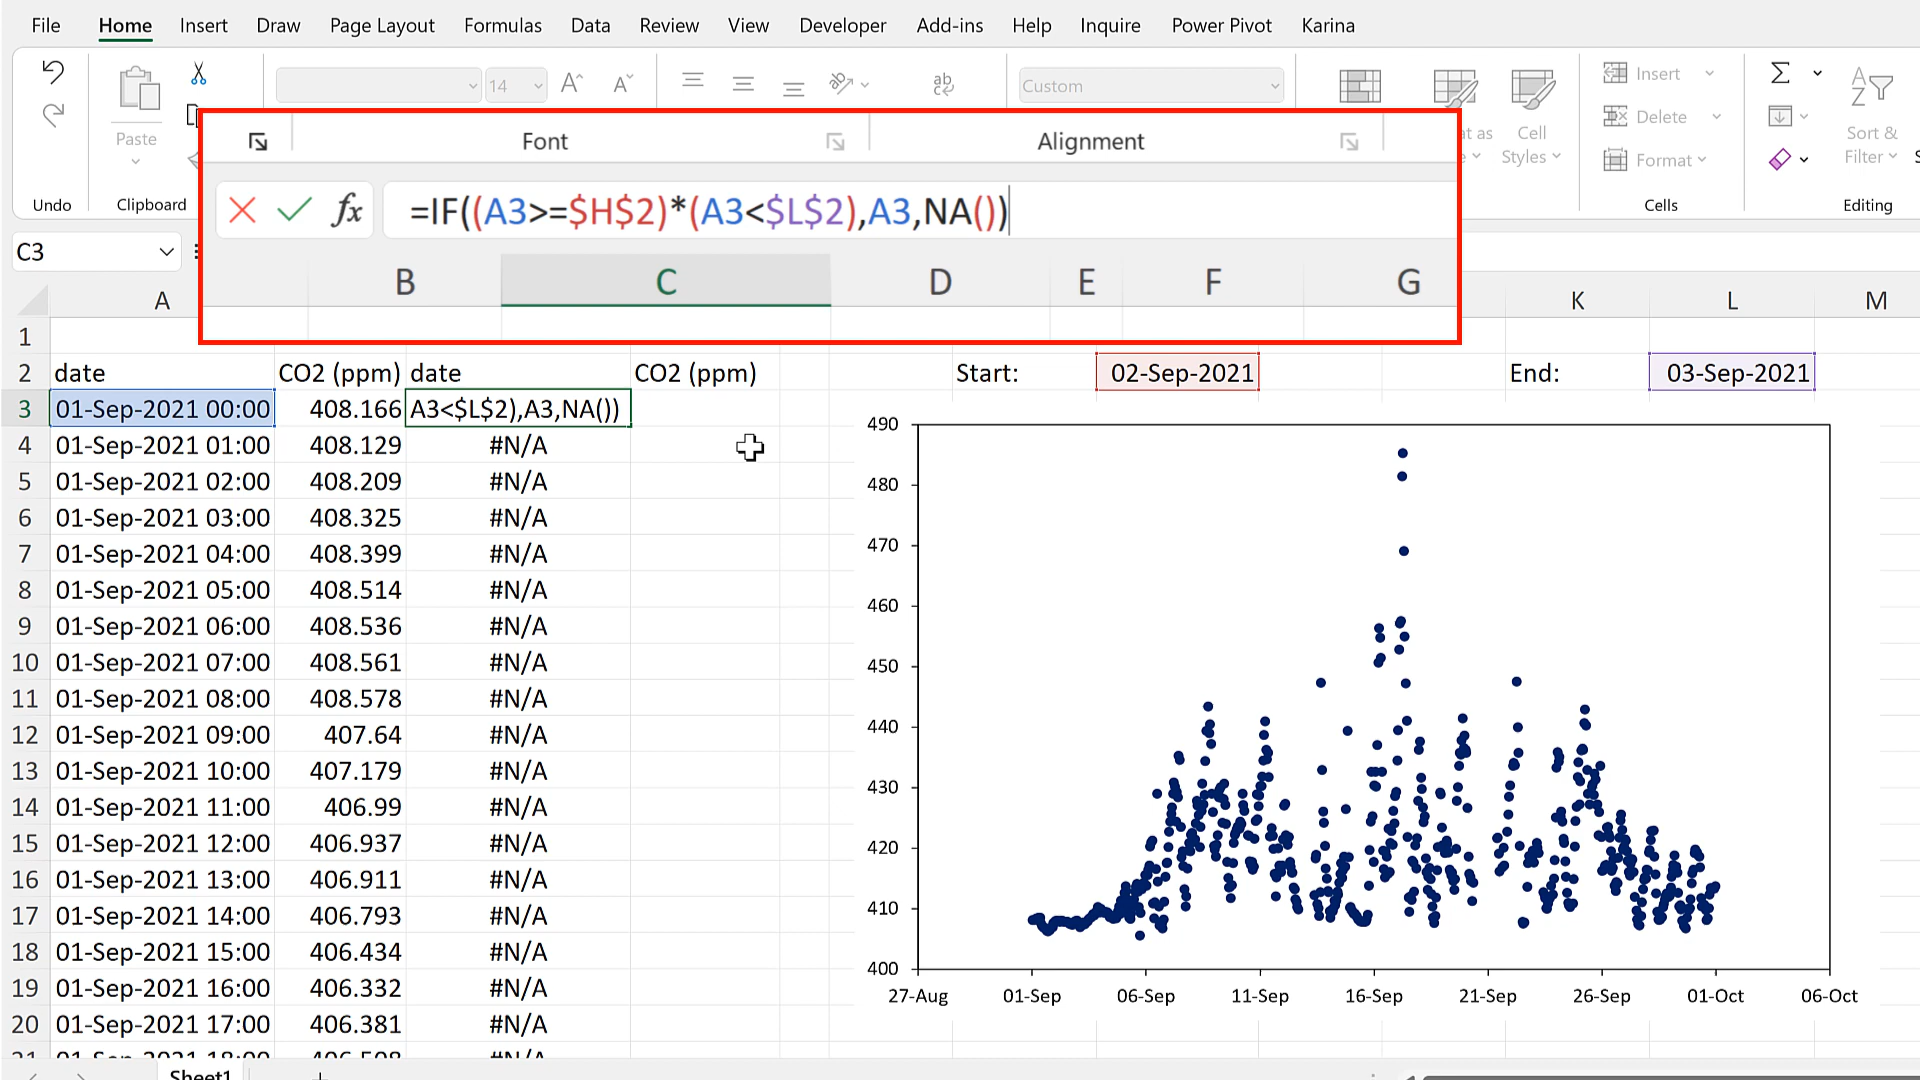 File Home Insert Draw Page Layout Formulas Data Review View Developer Add-ins Help Inquire Power Pivot Karina
14 Custom
Insert
Paste
Delete
Cell
Styles
Format
Sort &
Filter
Undo Clipboard Cells Editing
Font Alignment
fx =IF((A3>=$H$2)*(A3<$L$2),A3,NA())
C3
B C D E F G
A K L M
1
2 date CO2 (ppm) date CO2 (ppm) Start: 02-Sep-2021 End: 03-Sep-2021
3 01-Sep-2021 00:00 408.166 A3<$L$2),A3,NA())
4 01-Sep-2021 01:00 408.129 #N/A
5 01-Sep-2021 02:00 408.209 #N/A
6 01-Sep-2021 03:00 408.325 #N/A
7 01-Sep-2021 04:00 408.399 #N/A
8 01-Sep-2021 05:00 408.514 #N/A
9 01-Sep-2021 06:00 408.536 #N/A
10 01-Sep-2021 07:00 408.561 #N/A
11 01-Sep-2021 08:00 408.578 #N/A
12 01-Sep-2021 09:00 407.64 #N/A
13 01-Sep-2021 10:00 407.179 #N/A
14 01-Sep-2021 11:00 406.99 #N/A
15 01-Sep-2021 12:00 406.937 #N/A
16 01-Sep-2021 13:00 406.911 #N/A
17 01-Sep-2021 14:00 406.793 #N/A
18 01-Sep-2021 15:00 406.434 #N/A
19 01-Sep-2021 16:00 406.332 #N/A
20 01-Sep-2021 17:00 406.381 #N/A
490
480
470
460
450
440
430
420
410
400
27-Aug 01-Sep 06-Sep 11-Sep 16-Sep 21-Sep 26-Sep 01-Oct 06-Oct
Sheet1